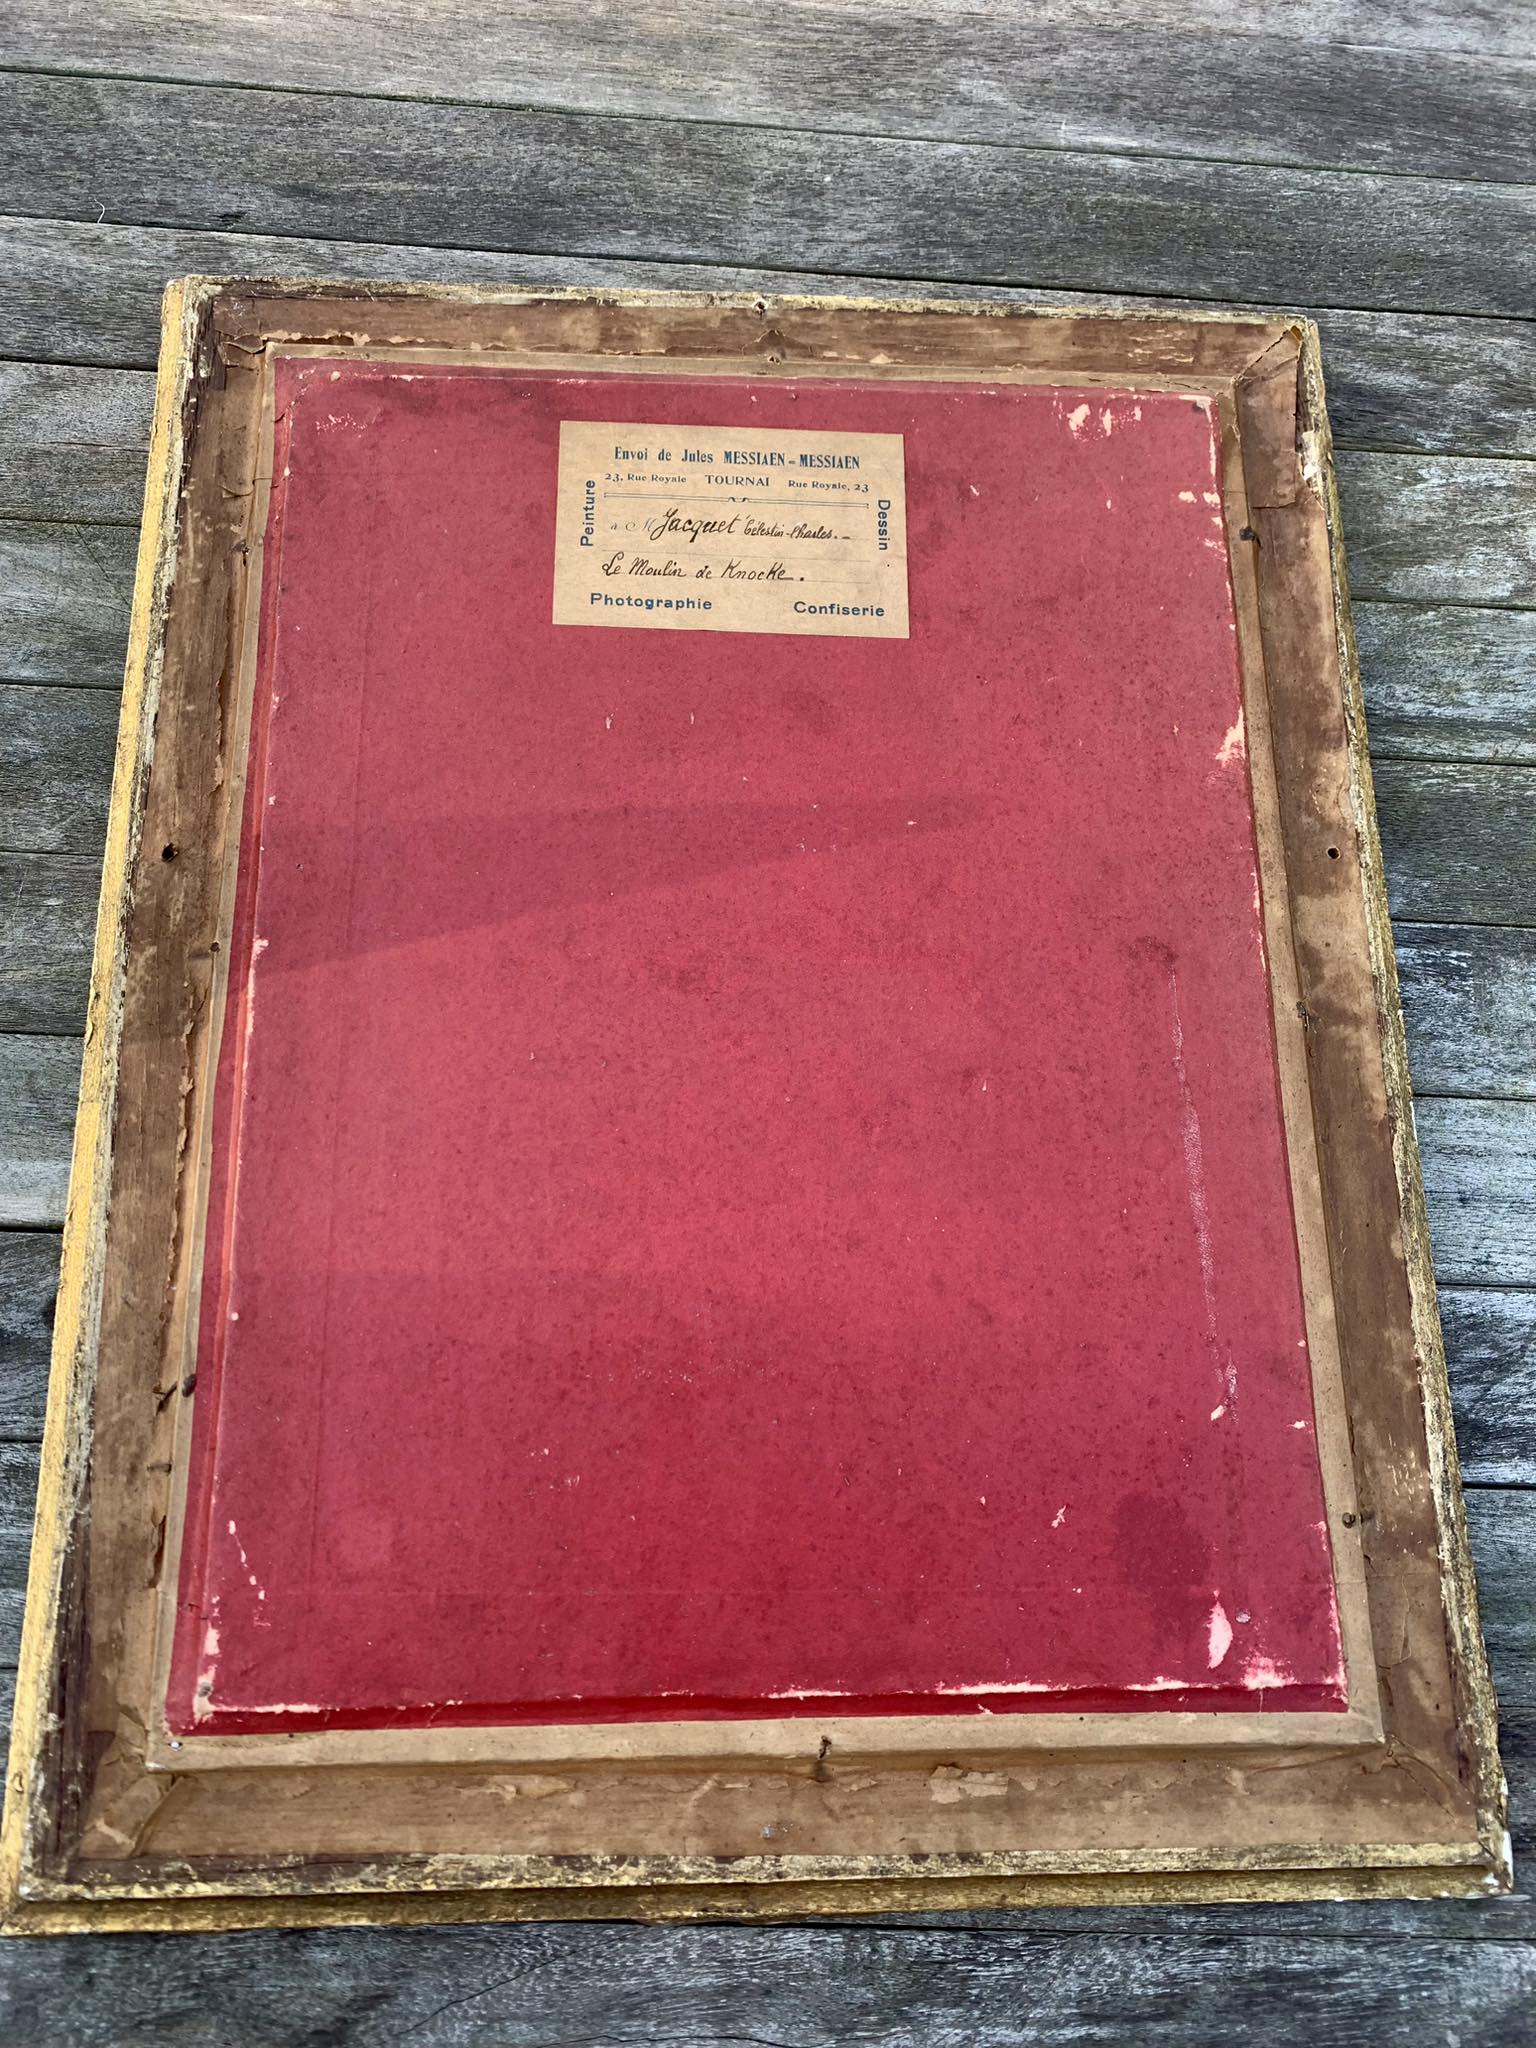 Envoi de Jules MESSIAEN=MESSIAEN
23, Rue Royale TOURNAI Rue Royale, 23
Peinture
à M Jacquet Célestin-Charles.-
Le Moulin de Knocke.
Dessin
Photographie Confiserie